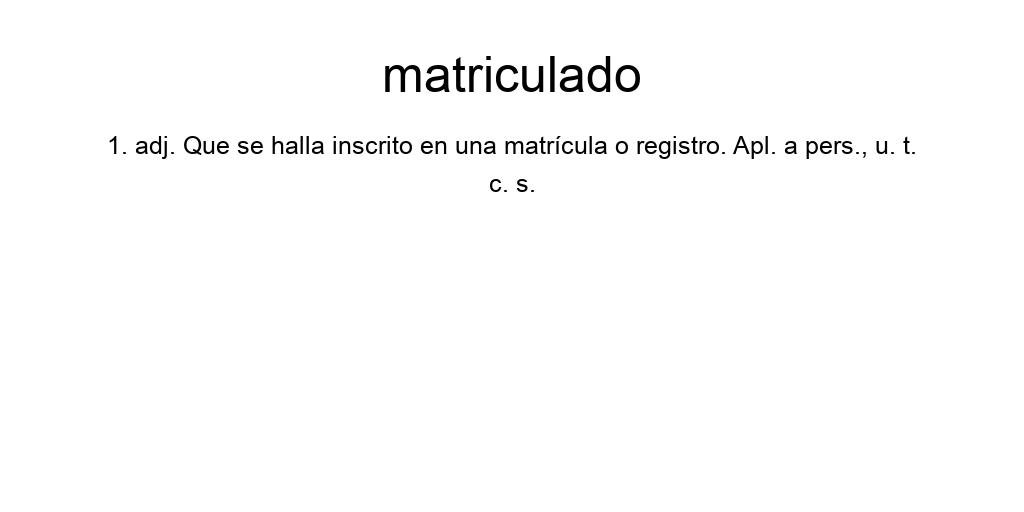 matriculado
1. adj. Que se halla inscrito en una matrícula o registro. Apl. a pers., u. t.
c. s.